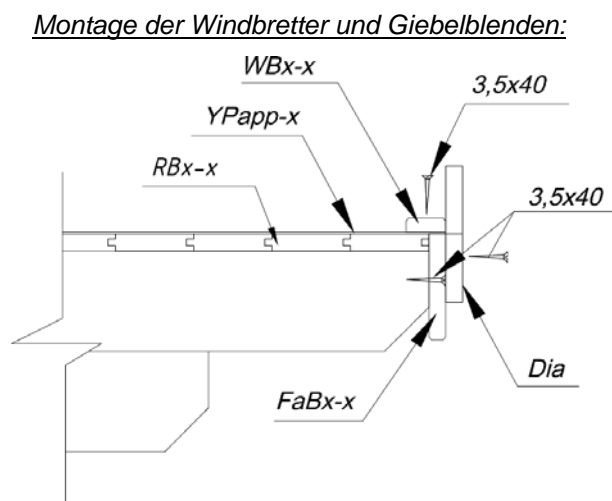 Montage der Windbretter und Giebelblenden:
WBx-x
3,5x40
YPapp-x
RBx-x
3,5x40
Dia
FaBx-x